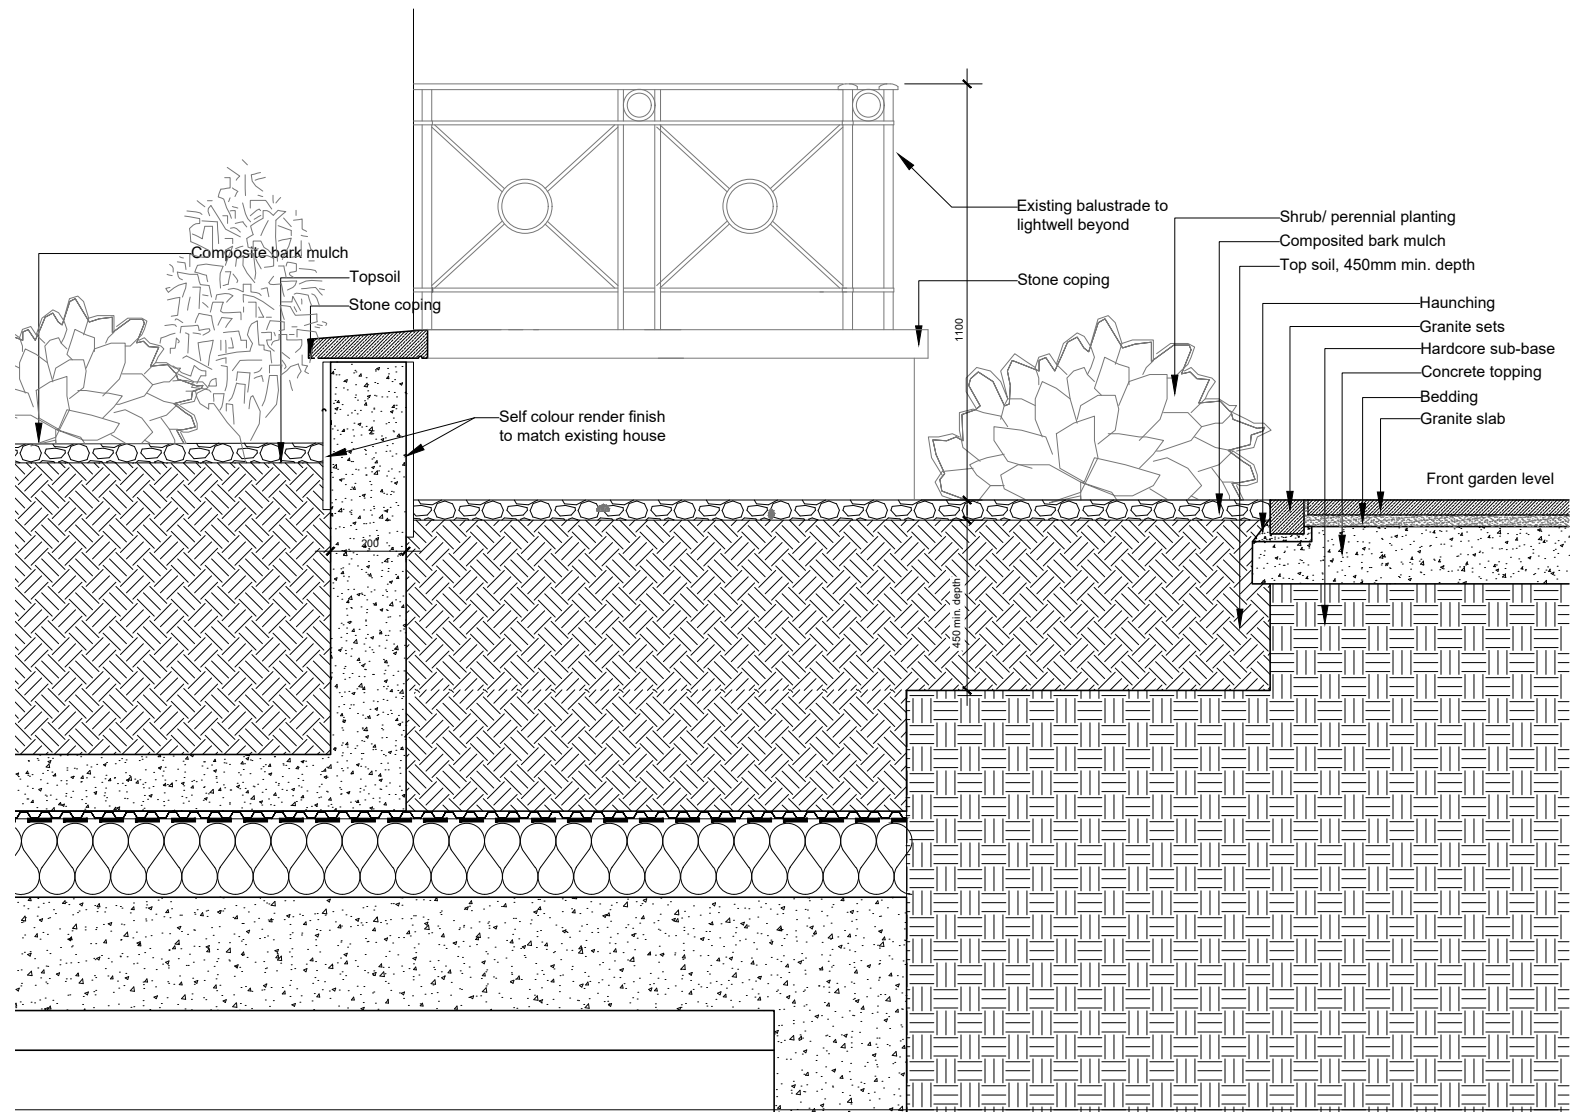 Existing balustrade to
lightwell beyond
Shrub/ perennial planting
Composited bark mulch
Composite bark mulch
Top soil, 450mm min. depth
Topsoil
Stone coping
Stone coping
Haunching
Granite sets
1100
Hardcore sub-base
Concrete topping
Bedding
Granite slab
Self colour render finish
to match existing house
Front garden level
200
450 min. depth